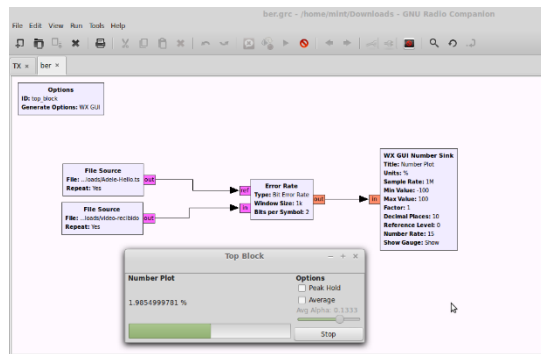 ber.grc - /home/mint/Downloads - GNU Radio Companion
File Edit View Run Tools Help
TX × ber ×
Options
ID: top_block
Generate Options: WX GUI
File Source
File: ...loads/Adele-Hello.ts
Repeat: Yes
out
File Source
File: ...loads/video-recibido
Repeat: Yes
out
ref
in
Error Rate
Type: Bit Error Rate
Window Size: 1k
Bits per Symbol: 2
out
in
WX GUI Number Sink
Title: Number Plot
Units: %
Sample Rate: 1M
Min Value: -100
Max Value: 100
Factor: 1
Decimal Places: 10
Reference Level: 0
Number Rate: 15
Show Gauge: Show
Top Block
Number Plot
1.9854999781 %
Options
Peak Hold
Average
Avg Alpha: 0.1333
Stop